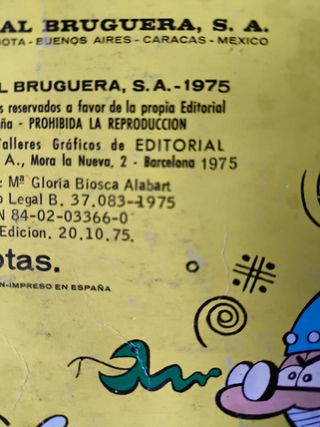 AL BRUGUERA, S. A.
OTA - BUENOS AIRES - CARACAS - MEXICO
L BRUGUERA, S.A.-1975
s reservados a favor de la propia Editorial
ña - PROHIBIDA LA REPRODUCCION
Talleres Gráficos de EDITORIAL
A., Mora la Nueva, 2 - Barcelona 1975
: Mª Gloria Biosca Alabart
o Legal B. 37.083-1975
N 84-02-03366-0
Edicion. 20.10.75.
otas.
N-IMPRESO EN ESPAÑA